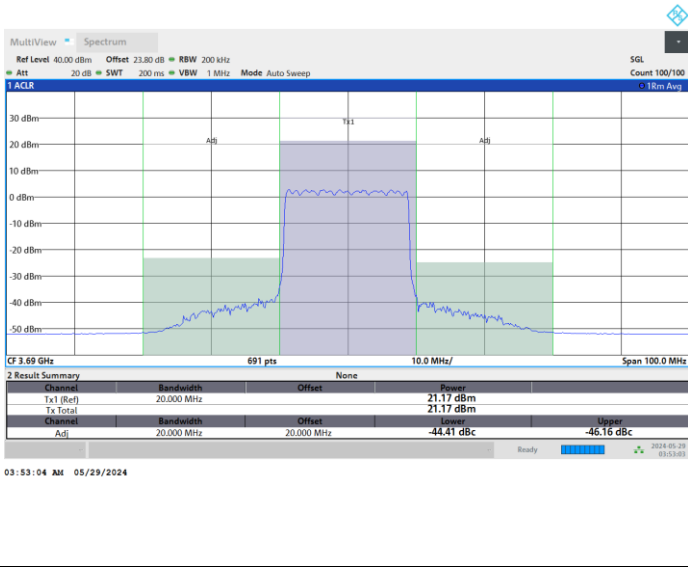 MultiView Spectrum
Ref Level 40.00 dBm Offset 23.80 dB RBW 200 kHz SGL
Att 20 dB SWT 200 ms VBW 1 MHz Mode Auto Sweep Count 100/100
1 ACLR 1Rm Avg
30 dBm
Tx1
20 dBm
Adj Adj
10 dBm
0 dBm
-10 dBm
-20 dBm
-30 dBm
-40 dBm
-50 dBm
CF 3.69 GHz 691 pts 10.0 MHz/ Span 100.0 MHz
2 Result Summary None
Channel Bandwidth Offset Power
Tx1 (Ref) 20.000 MHz 21.17 dBm
Tx Total 21.17 dBm
Channel Bandwidth Offset Lower Upper
Adj 20.000 MHz 20.000 MHz -44.41 dBc -46.16 dBc
Ready 2024-05-29
03:53:03
03:53:04 AM 05/29/2024